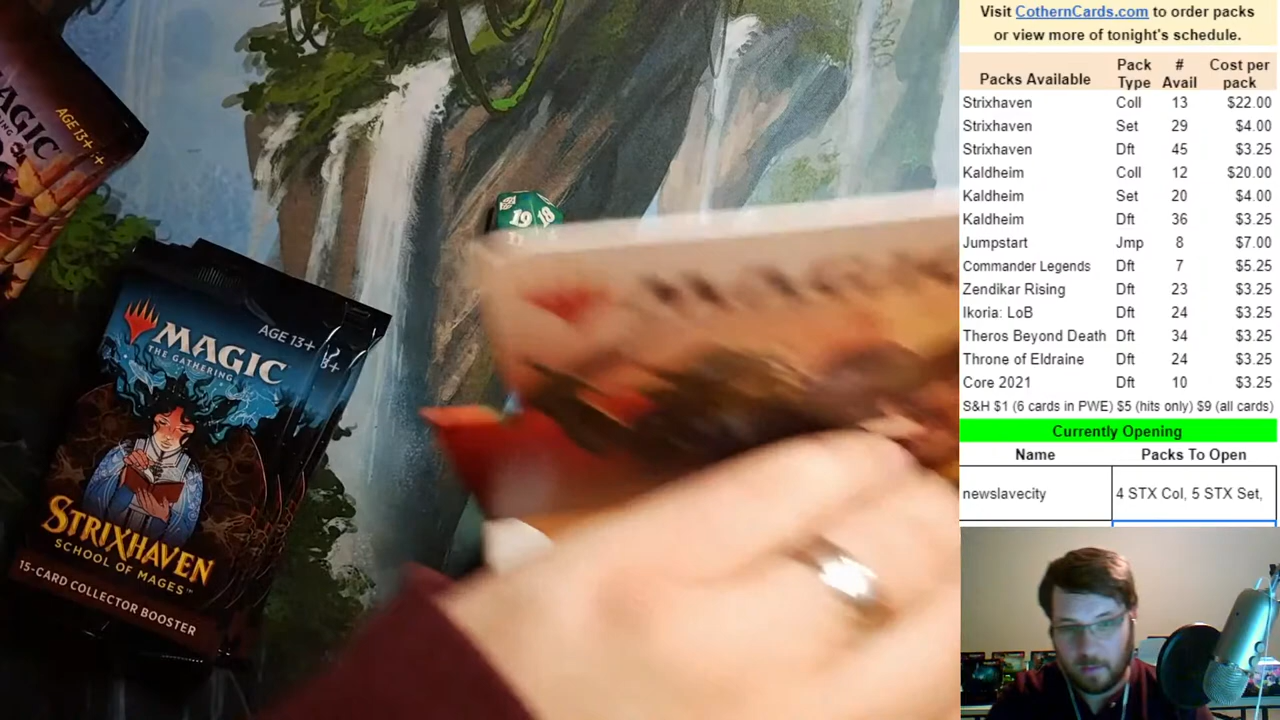 MAGIC
AGE 13+
19 18
MAGIC
THE GATHERING
AGE 13+
STRIXHAVEN
SCHOOL OF MAGES™
15-CARD COLLECTOR BOOSTER
Visit CothernCards.com to order packs
or view more of tonight's schedule.
Packs Available Pack Type # Avail Cost per pack
Strixhaven Coll 13 $22.00
Strixhaven Set 29 $4.00
Strixhaven Dft 45 $3.25
Kaldheim Coll 12 $20.00
Kaldheim Set 20 $4.00
Kaldheim Dft 36 $3.25
Jumpstart Jmp 8 $7.00
Commander Legends Dft 7 $5.25
Zendikar Rising Dft 23 $3.25
Ikoria: LoB Dft 24 $3.25
Theros Beyond Death Dft 34 $3.25
Throne of Eldraine Dft 24 $3.25
Core 2021 Dft 10 $3.25
S&H $1 (6 cards in PWE) $5 (hits only) $9 (all cards)
Currently Opening
Name Packs To Open
newslavecity 4 STX Col, 5 STX Set,